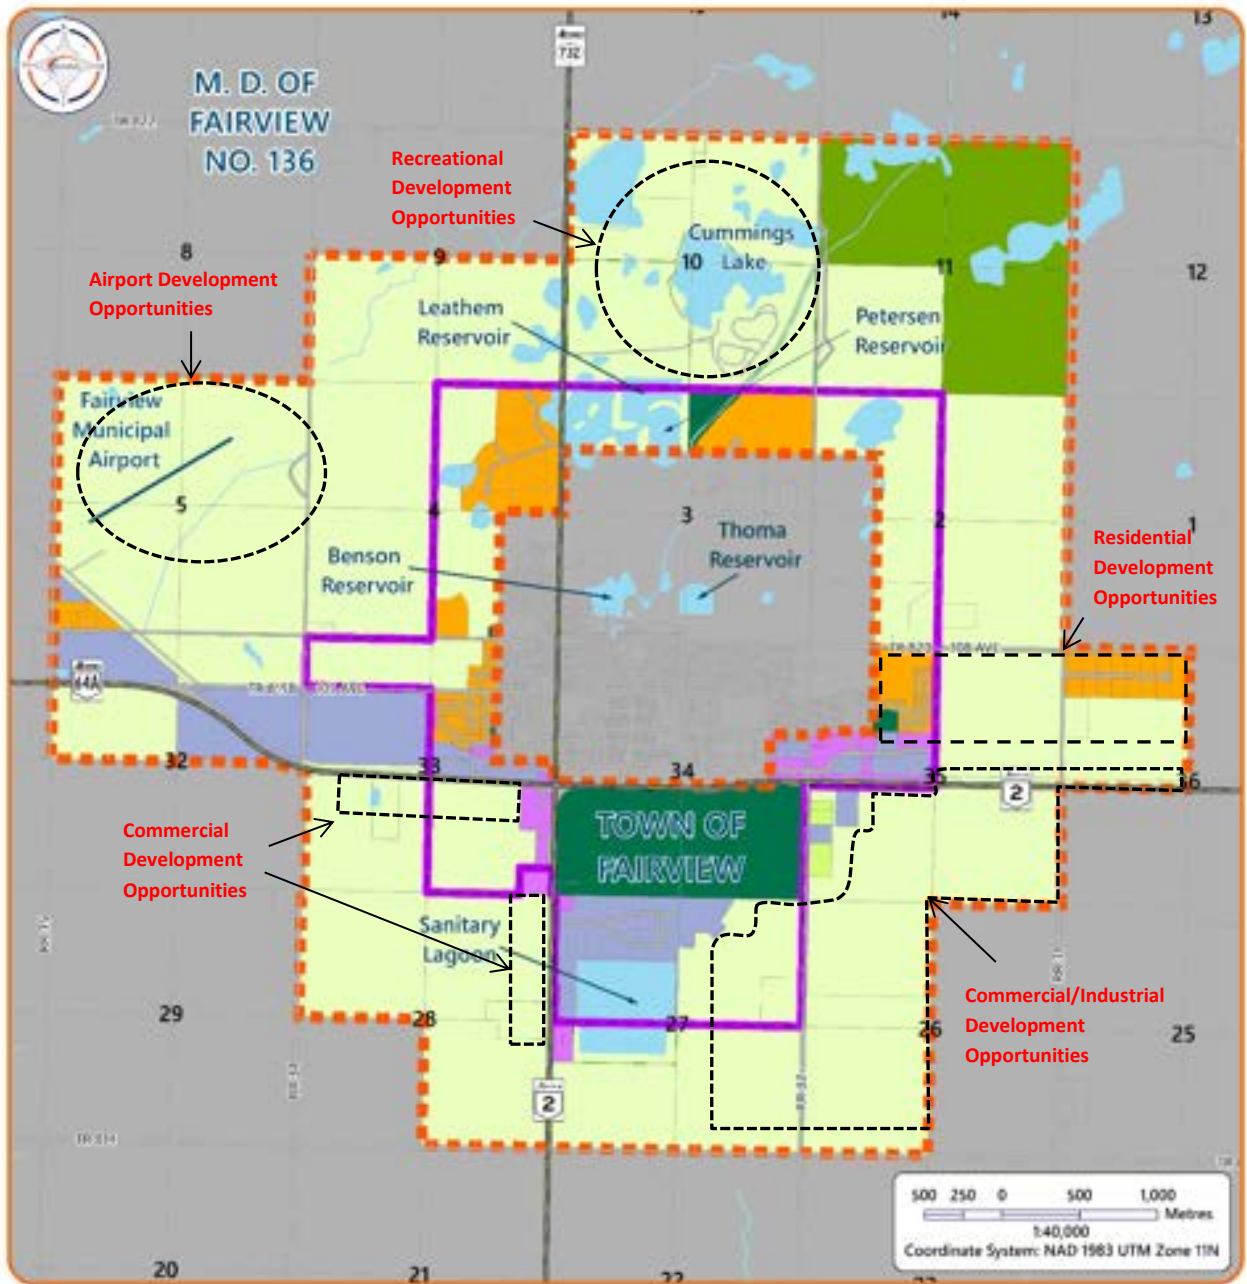 14
13
732
M. D. OF
FAIRVIEW
NO. 136
Recreational
Development
Opportunities
8
9
Cummings
10 Lake
11
12
Airport Development
Opportunities
Leathem
Reservoir
Petersen
Reservoir
Fairview
Municipal
Airport
5
4
3
2
1
Thoma
Reservoir
Benson
Reservoir
Residential
Development
Opportunities
64A
32
33
34
35
36
2
TOWN OF
FAIRVIEW
Commercial
Development
Opportunities
Sanitary
Lagoon
29
28
27
26
25
Commercial/Industrial
Development
Opportunities
2
20
21
22
500 250 0 500 1,000
Metres
1:40,000
Coordinate System: NAD 1983 UTM Zone 11N